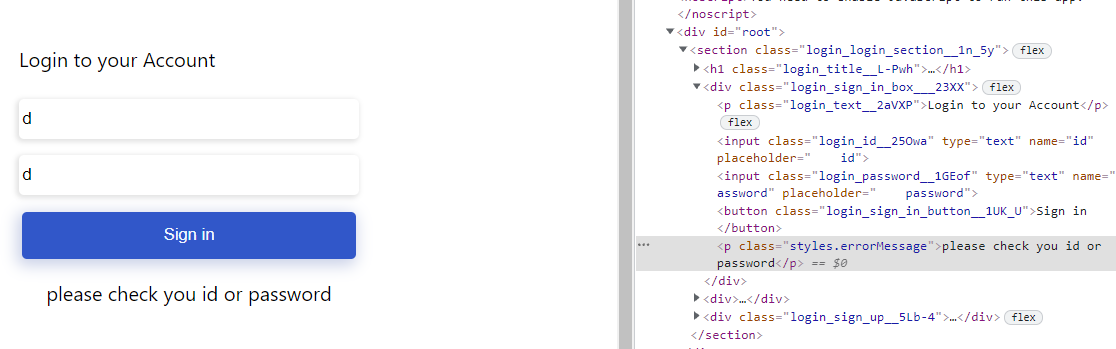 Login to your Account
d
d
Sign in
please check you id or password
</noscript>
▼<div id="root">
▼<section class="login_login_section__1n_5y"> flex
▶<h1 class="login_title__L-Pwh">…</h1>
▼<div class="login_sign_in_box___23XX"> flex
<p class="login_text__2aVXP">Login to your Account</p>
flex
<input class="login_id__25Owa" type="text" name="id"
placeholder="    id">
<input class="login_password__1GEof" type="text" name="
assword" placeholder="    password">
<button class="login_sign_in_button__1UK_U">Sign in
</button>
… <p class="styles.errorMessage">please check you id or
password</p> == $0
</div>
▶<div>…</div>
▶<div class="login_sign_up__5Lb-4">…</div> flex
</section>